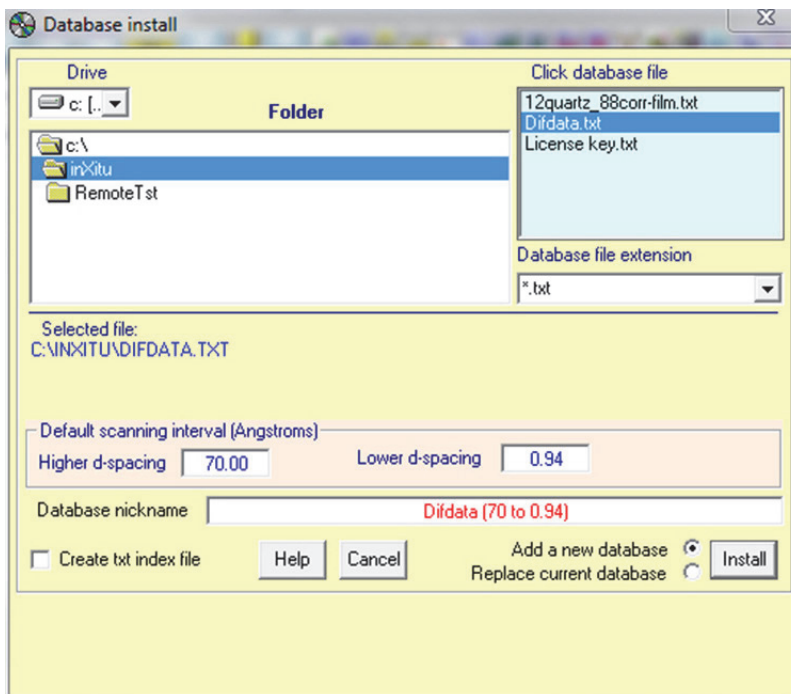 Database install
Drive
Click database file
c: [..
Folder
12quartz_88corr-film.txt
Difdata.txt
License key.txt
c:\
inXitu
RemoteTst
Database file extension
*.txt
Selected file:
C:\INXITU\DIFDATA.TXT
Default scanning interval (Angstroms)
Higher d-spacing 70.00 Lower d-spacing 0.94
Database nickname Difdata (70 to 0.94)
Create txt index file Help Cancel Add a new database Install
Replace current database